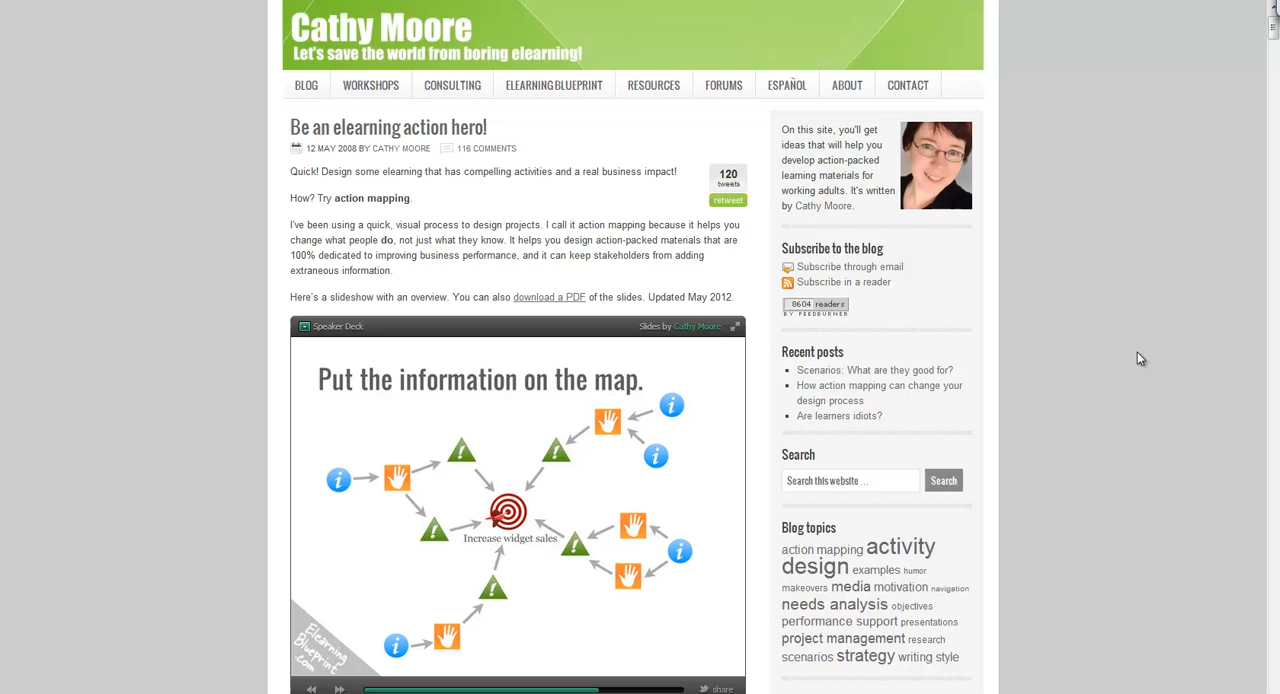 Cathy Moore
Let's save the world from boring elearning!
BLOG WORKSHOPS CONSULTING ELEARNING BLUEPRINT RESOURCES FORUMS ESPAÑOL ABOUT CONTACT
Be an elearning action hero!
12 MAY 2008 BY CATHY MOORE 116 COMMENTS
120
tweets
retweet
Quick! Design some elearning that has compelling activities and a real business impact!
How? Try action mapping.
I've been using a quick, visual process to design projects. I call it action mapping because it helps you
change what people do, not just what they know. It helps you design action-packed materials that are
100% dedicated to improving business performance, and it can keep stakeholders from adding
extraneous information.
Here's a slideshow with an overview. You can also download a PDF of the slides. Updated May 2012.
Speaker Deck Slides by Cathy Moore
Put the information on the map.
Increase widget sales
Elearning
Blueprint
.com
share
On this site, you'll get
ideas that will help you
develop action-packed
learning materials for
working adults. It's written
by Cathy Moore.
Subscribe to the blog
Subscribe through email
Subscribe in a reader
8604 readers
BY FEEDBURNER
Recent posts
Scenarios: What are they good for?
How action mapping can change your
design process
Are learners idiots?
Search
Search this website ... Search
Blog topics
action mapping activity
design examples humor
makeovers media motivation navigation
needs analysis objectives
performance support presentations
project management research
scenarios strategy writing style